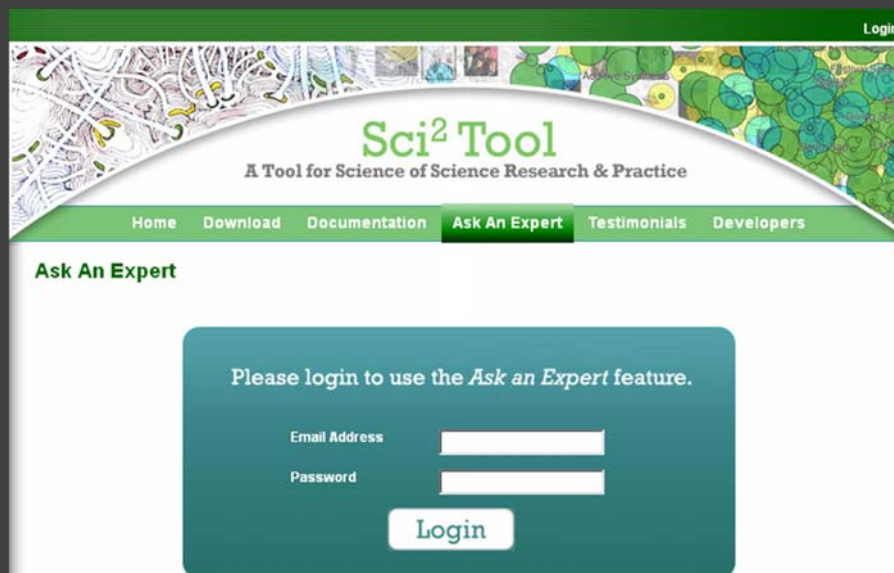 Login
Sci² Tool
A Tool for Science of Science Research & Practice
Home Download Documentation Ask An Expert Testimonials Developers
Ask An Expert
Please login to use the Ask an Expert feature.
Email Address
Password
Login